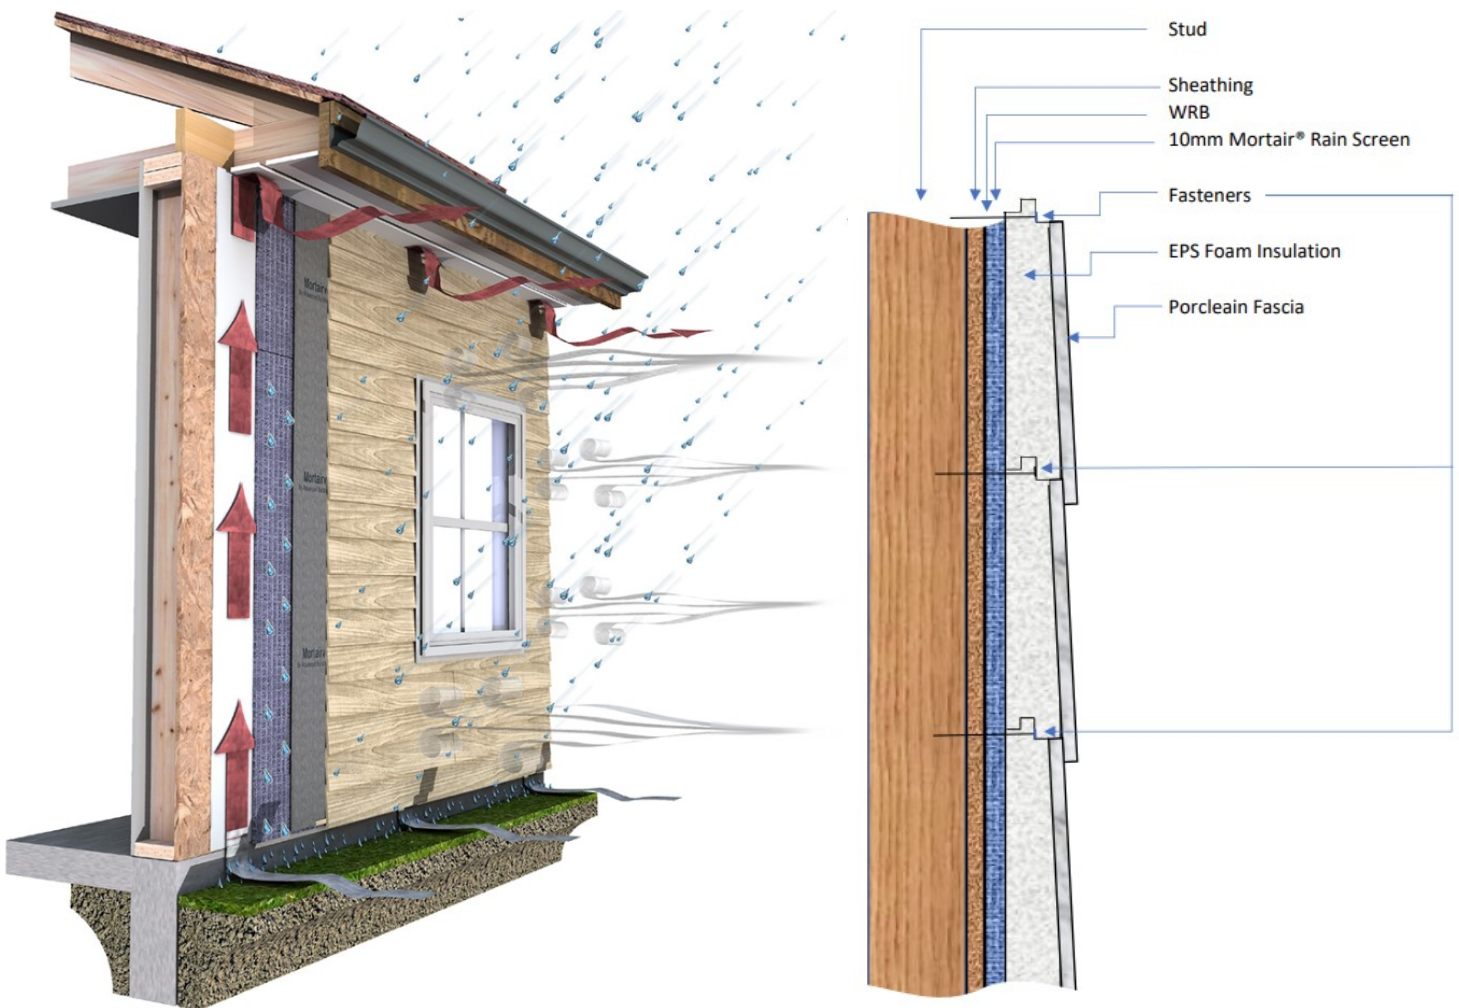 Stud
Sheathing
WRB
10mm Mortair® Rain Screen
Fasteners
EPS Foam Insulation
Porcleain Fascia